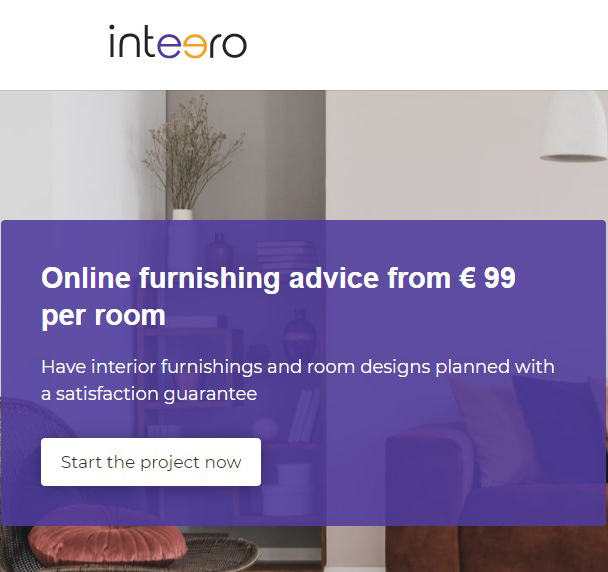 inteero
Online furnishing advice from € 99
per room
Have interior furnishings and room designs planned with
a satisfaction guarantee
Start the project now